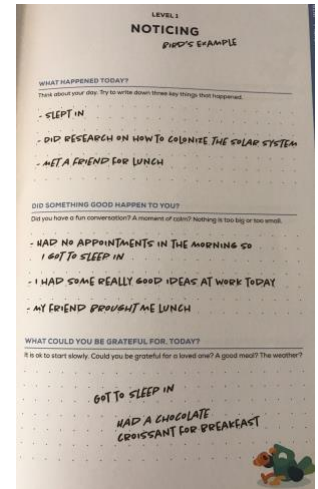 LEVEL 1
NOTICING
BIRD'S EXAMPLE
WHAT HAPPENED TODAY?
Think about your day. Try to write down three key things that happened.
- SLEPT IN
- DID RESEARCH ON HOW TO COLONIZE THE SOLAR SYSTEM
- MET A FRIEND FOR LUNCH
DID SOMETHING GOOD HAPPEN TO YOU?
Did you have a fun conversation? A moment of calm? Nothing is too big or too small.
- HAD NO APPOINTMENTS IN THE MORNING SO
I GOT TO SLEEP IN
- I HAD SOME REALLY GOOD IDEAS AT WORK TODAY
- MY FRIEND BROUGHT ME LUNCH
WHAT COULD YOU BE GRATEFUL FOR, TODAY?
It is ok to start slowly. Could you be grateful for a loved one? A good meal? The weather?
GOT TO SLEEP IN
HAD A CHOCOLATE
CROISSANT FOR BREAKFAST